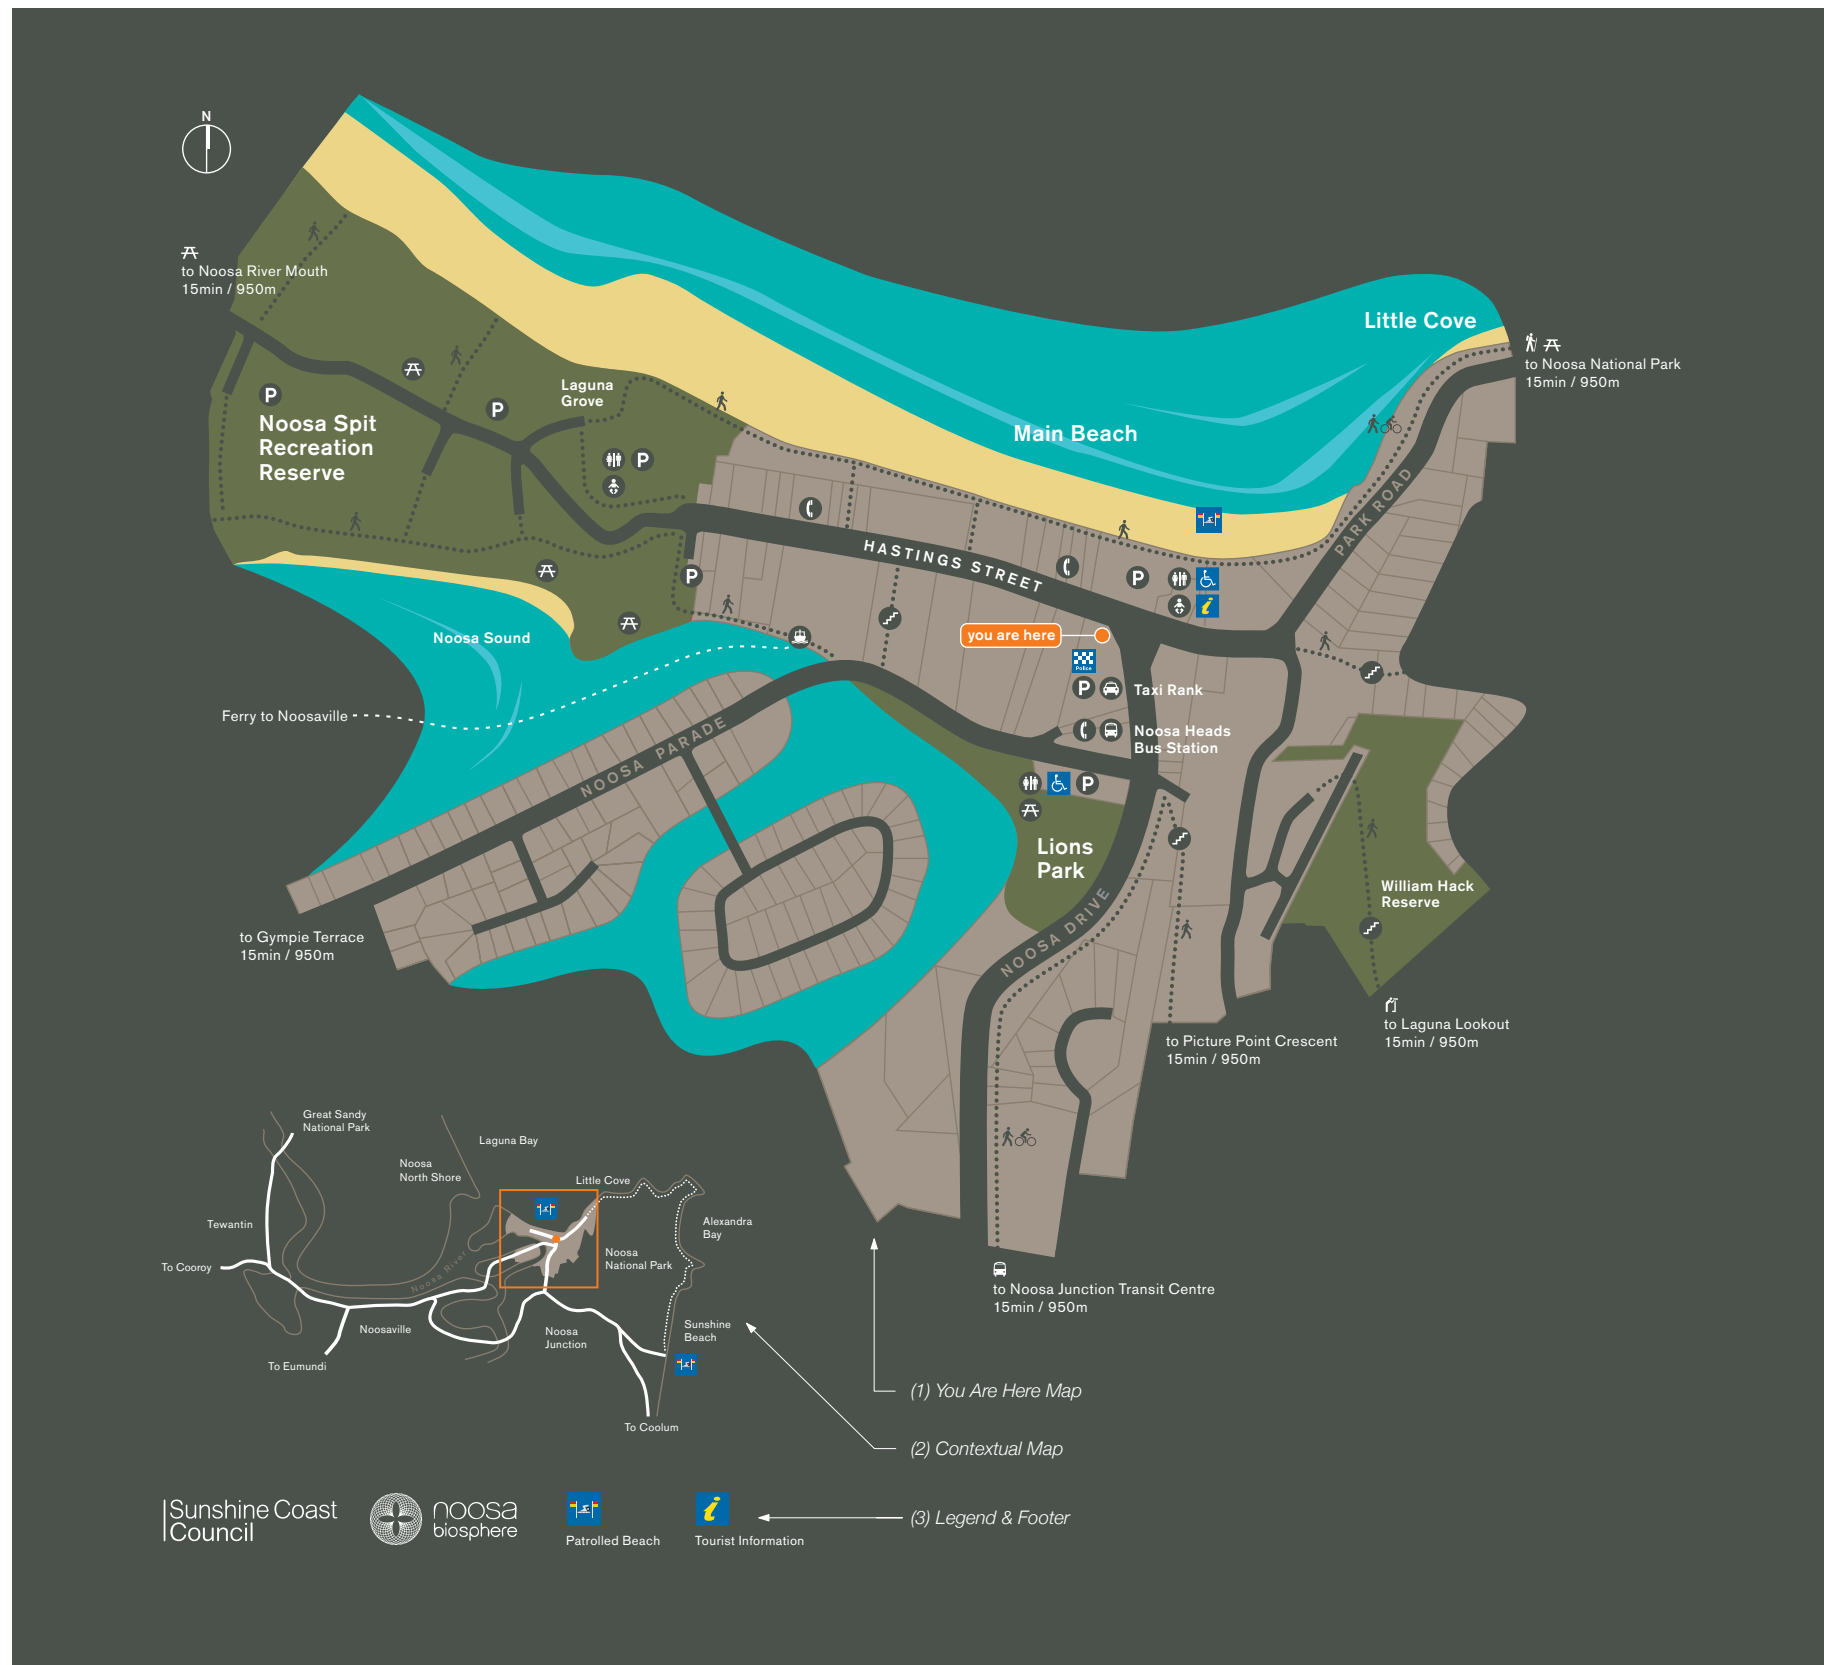 N
to Noosa River Mouth
15min / 950m
Little Cove
to Noosa National Park
15min / 950m
P
P
Laguna
Grove
Noosa Spit
Recreation
Reserve
Main Beach
P
PARK ROAD
HASTINGS STREET
P
P
i
Noosa Sound
you are here
Police
P
Taxi Rank
Ferry to Noosaville
Noosa Heads
Bus Station
NOOSA PARADE
P
Lions
Park
William Hack
Reserve
NOOSA DRIVE
to Gympie Terrace
15min / 950m
to Laguna Lookout
15min / 950m
to Picture Point Crescent
15min / 950m
Great Sandy
National Park
Laguna Bay
Noosa
North Shore
Little Cove
Tewantin
Alexandra
Bay
Noosa
National Park
To Cooroy
Noosa River
to Noosa Junction Transit Centre
15min / 950m
Noosaville
Noosa
Junction
Sunshine
Beach
To Eumundi
To Coolum
(1) You Are Here Map
(2) Contextual Map
(3) Legend & Footer
Sunshine Coast
Council
noosa
biosphere
Patrolled Beach
i
Tourist Information